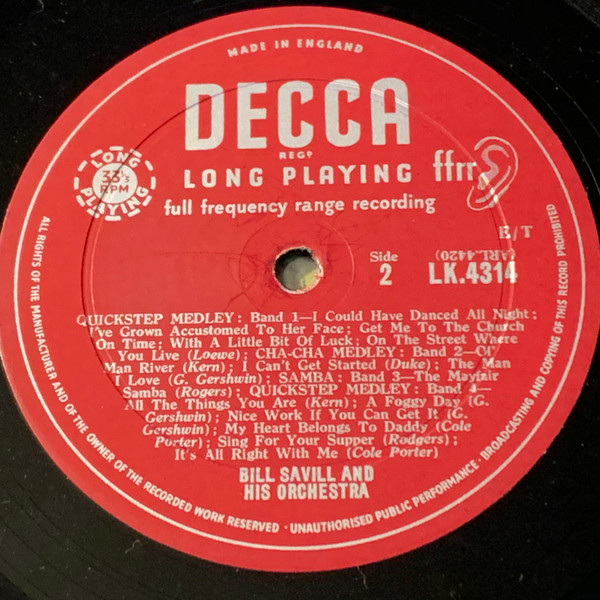 MADE IN ENGLAND
DECCA
REGD
LONG PLAYING ffrr
full frequency range recording
LONG
33⅓
RPM
PLAYING
B/T
(ARL.4420)
Side
2
LK.4314
QUICKSTEP MEDLEY: Band 1—I Could Have Danced All Night;
I've Grown Accustomed To Her Face; Get Me To The Church
On Time; With A Little Bit Of Luck; On The Street Where
You Live (Loewe); CHA-CHA MEDLEY: Band 2—Ol'
Man River (Kern); I Can't Get Started (Duke); The Man
I Love (G. Gershwin); SAMBA: Band 3—The Mayfair
Samba (Rogers); QUICKSTEP MEDLEY: Band 4—
All The Things You Are (Kern); A Foggy Day (G.
Gershwin); Nice Work If You Can Get It (G.
Gershwin); My Heart Belongs To Daddy (Cole
Porter); Sing For Your Supper (Rodgers);
It's All Right With Me (Cole Porter)
BILL SAVILL AND
HIS ORCHESTRA
ALL RIGHTS OF THE MANUFACTURER AND OF THE OWNER OF THE RECORDED WORK RESERVED · UNAUTHORISED PUBLIC PERFORMANCE · BROADCASTING AND COPYING OF THIS RECORD PROHIBITED